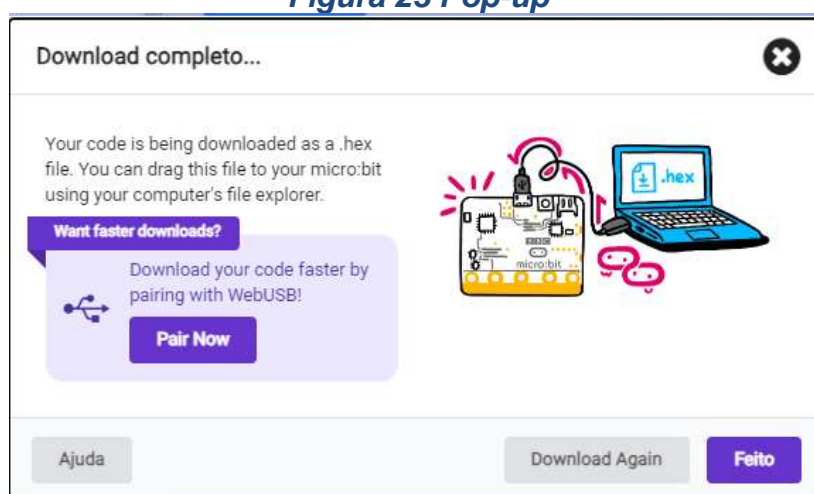 Figura 23 Pop-up
Download completo...
Your code is being downloaded as a .hex
file. You can drag this file to your micro:bit
using your computer's file explorer.
Want faster downloads?
Download your code faster by
pairing with WebUSB!
Pair Now
.hex
micro:bit
Ajuda
Download Again
Feito